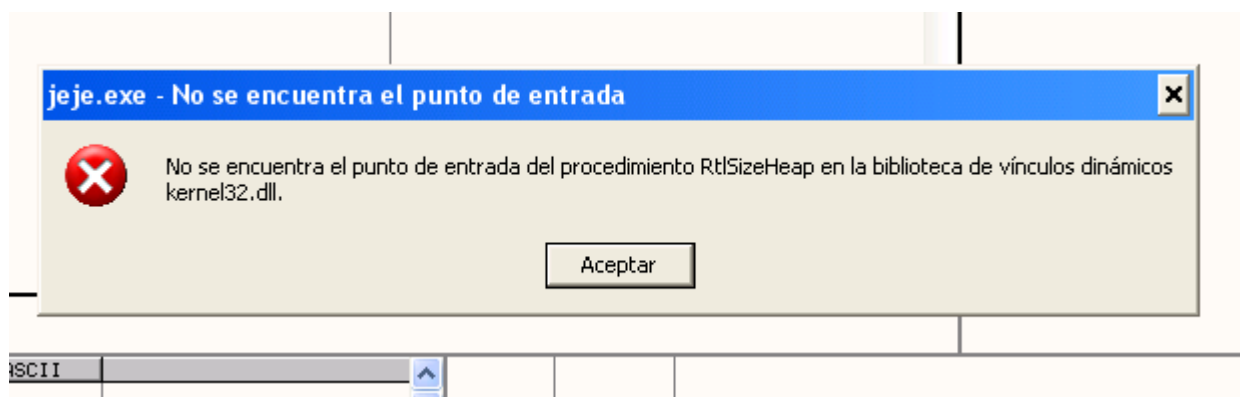 jeje.exe - No se encuentra el punto de entrada
No se encuentra el punto de entrada del procedimiento RtlSizeHeap en la biblioteca de vínculos dinámicos
kernel32.dll.
Aceptar
ASCII